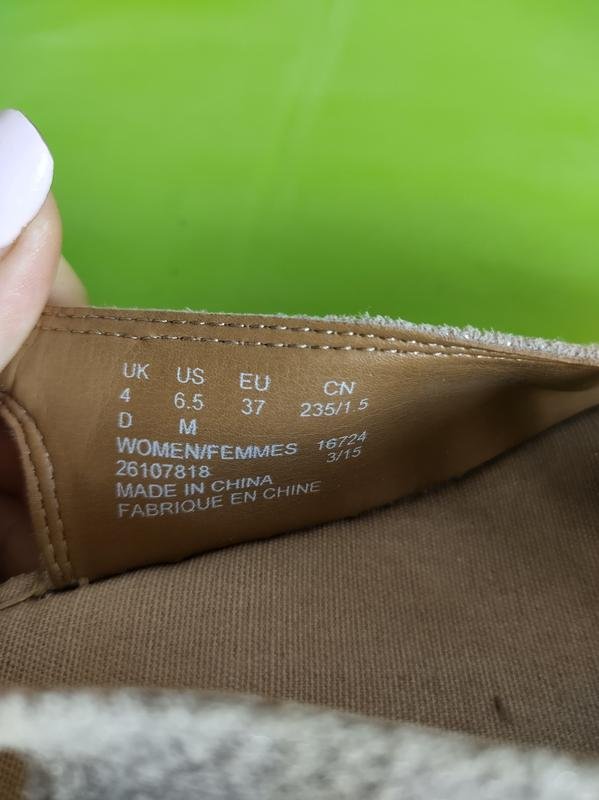 UK US EU CN
4 6.5 37 235/1.5
D M
WOMEN/FEMMES 16724
26107818 3/15
MADE IN CHINA
FABRIQUE EN CHINE